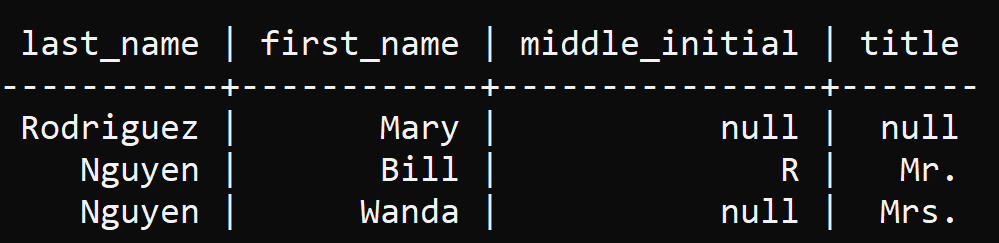 last_name | first_name | middle_initial | title
-----------+------------+----------------+-------
 Rodriguez |       Mary |           null |  null
    Nguyen |       Bill |              R |   Mr.
    Nguyen |      Wanda |           null |  Mrs.